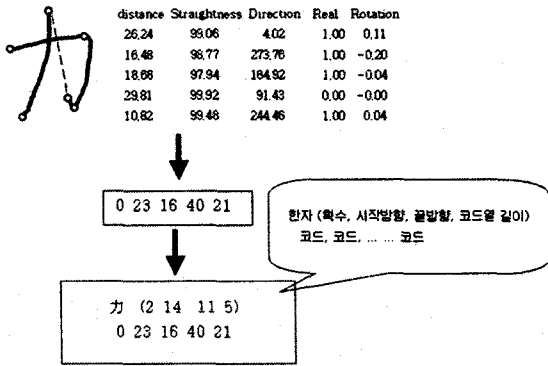 distance Straightness Direction Real Rotation
26,24 99,06 4,02 1,00 0,11
16,48 98,77 273,76 1,00 -0,20
18,68 97,94 164,92 1,00 -0,04
29,81 99,92 91,43 0,00 -0,00
10,82 99,48 244,46 1,00 0,04
0 23 16 40 21
한자 (획수, 시작방향, 끝방향, 코드열 길이)
코드, 코드, ... ... 코드
力 (2 14 11 5)
0 23 16 40 21